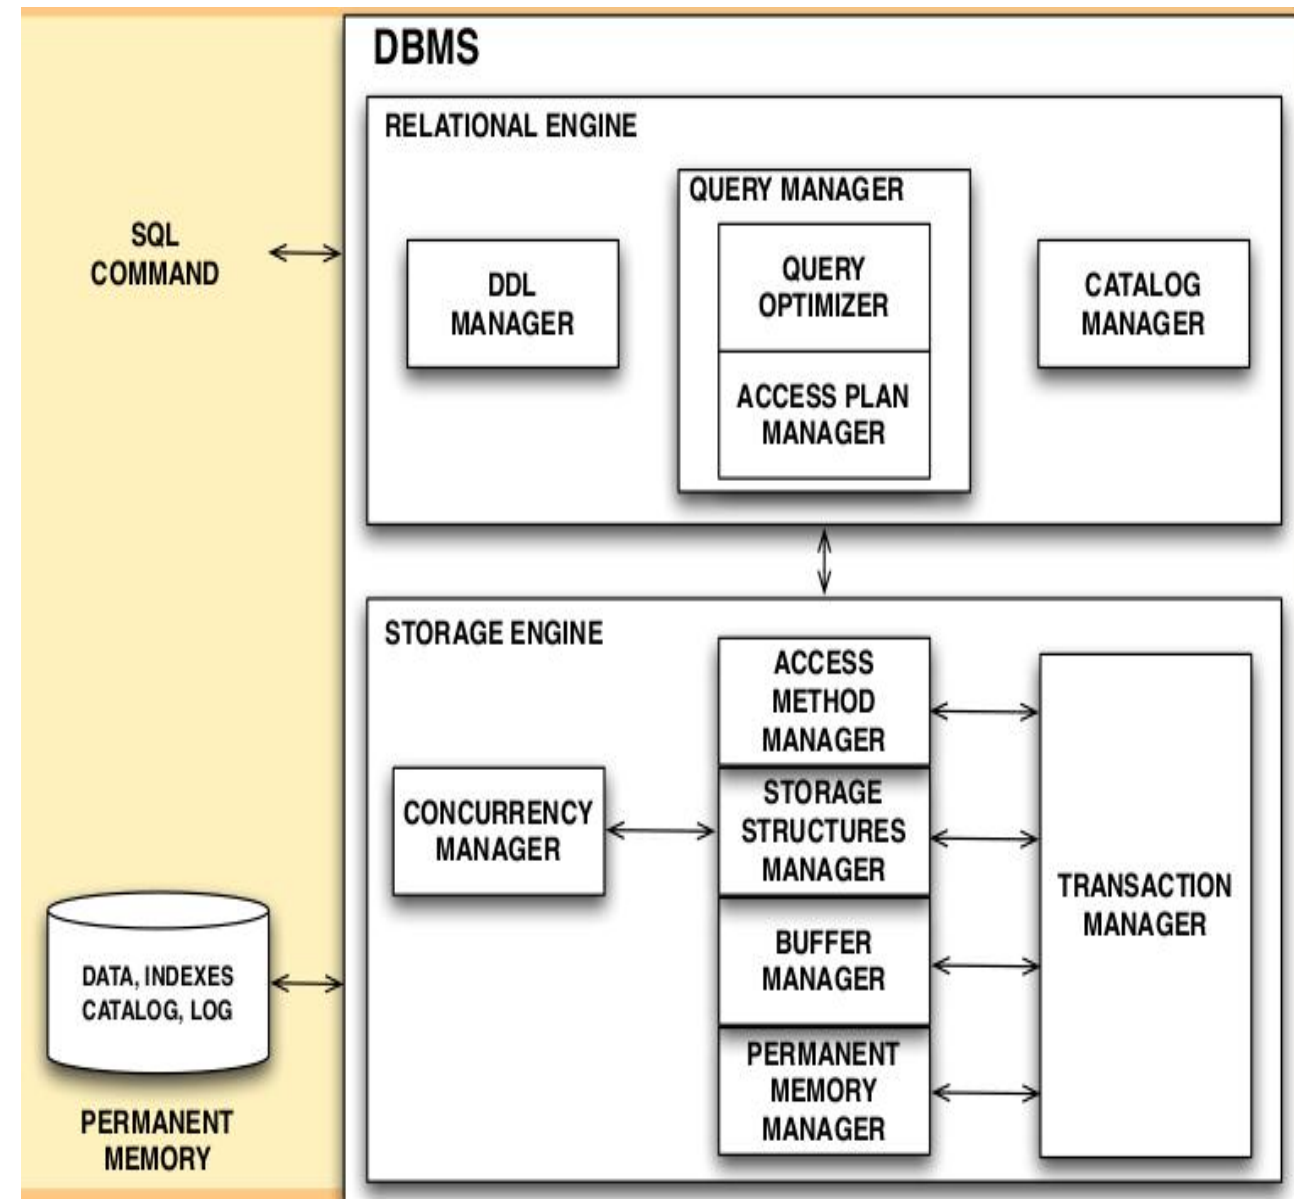 DBMS
RELATIONAL ENGINE
QUERY MANAGER
SQL
COMMAND
DDL
MANAGER
QUERY
OPTIMIZER
ACCESS PLAN
MANAGER
CATALOG
MANAGER
STORAGE ENGINE
ACCESS
METHOD
MANAGER
CONCURRENCY
MANAGER
STORAGE
STRUCTURES
MANAGER
BUFFER
MANAGER
PERMANENT
MEMORY
MANAGER
TRANSACTION
MANAGER
DATA, INDEXES
CATALOG, LOG
PERMANENT
MEMORY